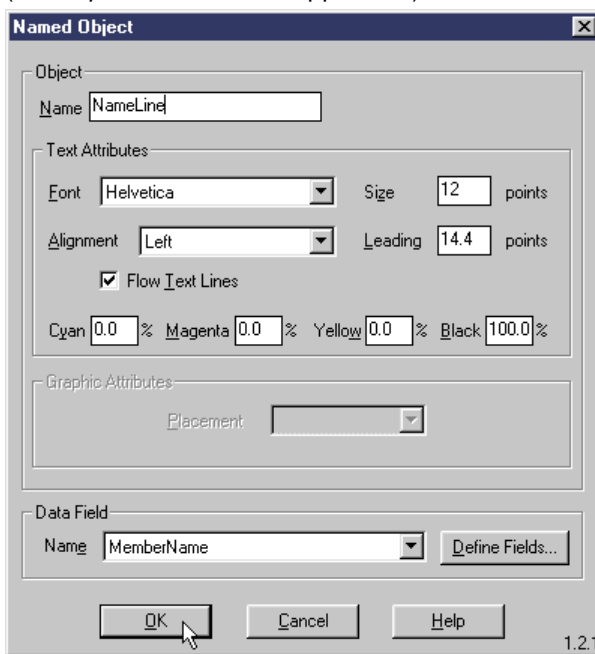 Named Object
Object
Name NameLine
Text Attributes
Font Helvetica Size 12 points
Alignment Left Leading 14.4 points
Flow Text Lines
Cyan 0.0 % Magenta 0.0 % Yellow 0.0 % Black 100.0 %
Graphic Attributes
Placement
Data Field
Name MemberName Define Fields...
OK Cancel Help
1.2.1